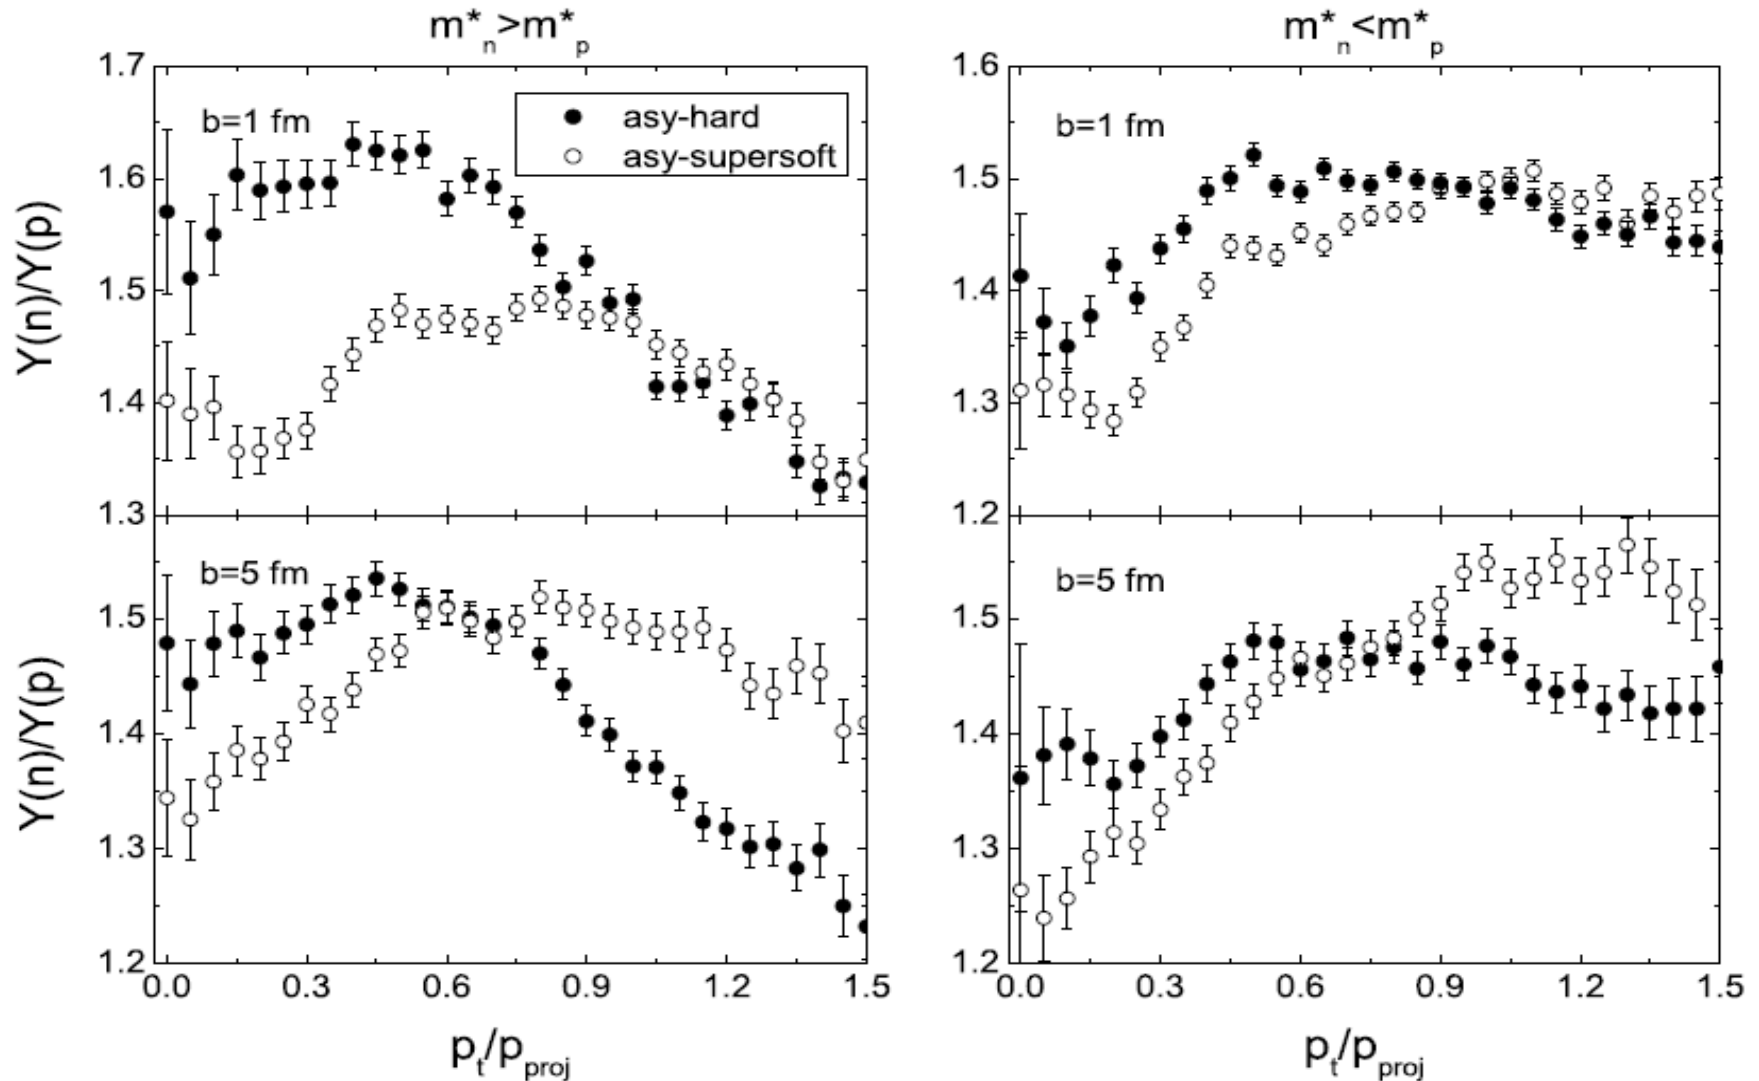 m*n>m*p
m*n<m*p
1.7
1.6
1.5
1.4
1.3
b=1 fm
asy-hard
asy-supersoft
Y(n)/Y(p)
1.6
1.5
1.4
1.3
1.2
b=1 fm
1.5
1.4
1.3
1.2
b=5 fm
Y(n)/Y(p)
0.0 0.3 0.6 0.9 1.2 1.5
pt/pproj
1.5
1.4
1.3
1.2
b=5 fm
0.0 0.3 0.6 0.9 1.2 1.5
pt/pproj